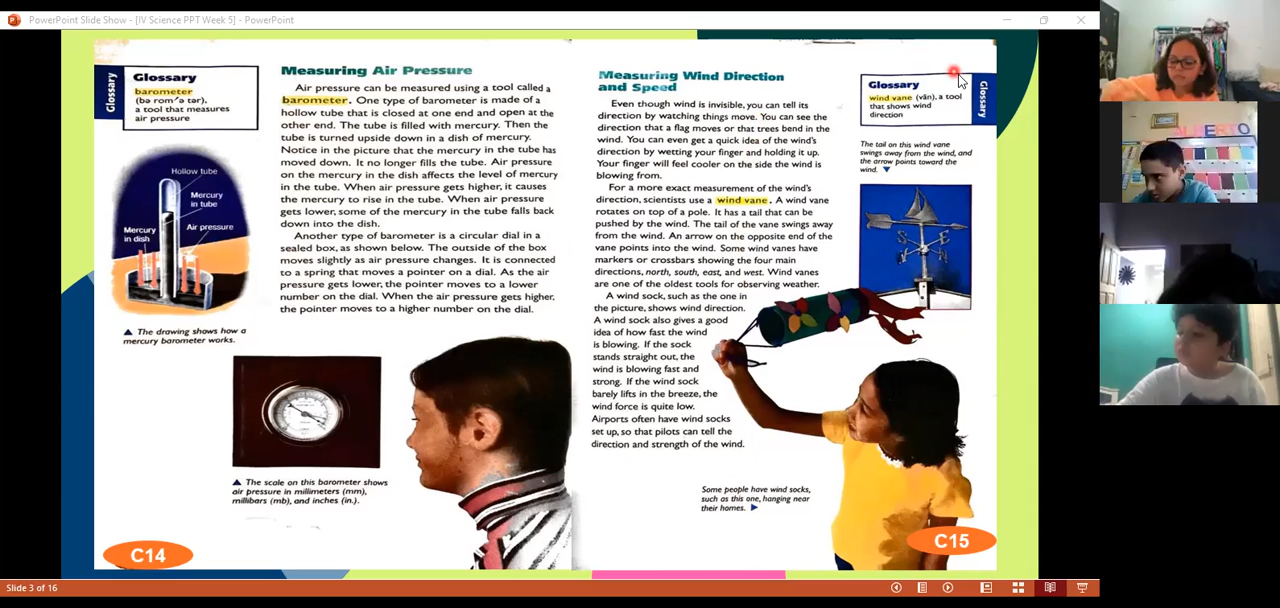 PowerPoint Slide Show - [IV Science PPT Week 5] - PowerPoint
Glossary
Glossary
barometer
(bə rom′ə tər),
a tool that measures
air pressure
Hollow tube
Mercury
in tube
Mercury
in dish
Air pressure
The drawing shows how a
mercury barometer works.
Measuring Air Pressure
Air pressure can be measured using a tool called a
barometer. One type of barometer is made of a
hollow tube that is closed at one end and open at the
other end. The tube is filled with mercury. Then the
tube is turned upside down in a dish of mercury.
Notice in the picture that the mercury in the tube has
moved down. It no longer fills the tube. Air pressure
on the mercury in the dish affects the level of mercury
in the tube. When air pressure gets higher, it causes
the mercury to rise in the tube. When air pressure
gets lower, some of the mercury in the tube falls back
down into the dish.
Another type of barometer is a circular dial in a
sealed box, as shown below. The outside of the box
moves slightly as air pressure changes. It is connected
to a spring that moves a pointer on a dial. As the air
pressure gets lower, the pointer moves to a lower
number on the dial. When the air pressure gets higher,
the pointer moves to a higher number on the dial.
The scale on this barometer shows
air pressure in millimeters (mm),
millibars (mb), and inches (in.).
C14
Measuring Wind Direction
and Speed
Even though wind is invisible, you can tell its
direction by watching things move. You can see the
direction that a flag moves or that trees bend in the
wind. You can even get a quick idea of the wind's
direction by wetting your finger and holding it up.
Your finger will feel cooler on the side the wind is
blowing from.
For a more exact measurement of the wind's
direction, scientists use a wind vane. A wind vane
rotates on top of a pole. It has a tail that can be
pushed by the wind. The tail of the vane swings away
from the wind. An arrow on the opposite end of the
vane points into the wind. Some wind vanes have
markers or crossbars showing the four main
directions, north, south, east, and west. Wind vanes
are one of the oldest tools for observing weather.
A wind sock, such as the one in
the picture, shows wind direction.
A wind sock also gives a good
idea of how fast the wind
is blowing. If the sock
stands straight out, the
wind is blowing fast and
strong. If the wind sock
barely lifts in the breeze, the
wind force is quite low.
Airports often have wind socks
set up, so that pilots can tell the
direction and strength of the wind.
Glossary
wind vane (vān), a tool
that shows wind
direction
Glossary
The tail on this wind vane
swings away from the wind, and
the arrow points toward the
wind.
Some people have wind socks,
such as this one, hanging near
their homes.
C15
ALBERTO
Slide 3 of 16